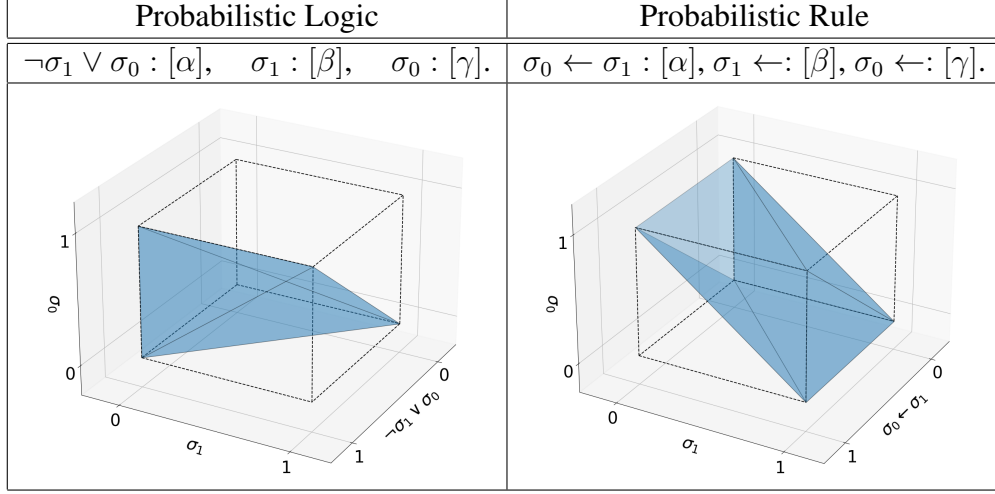 Probabilistic Logic
Probabilistic Rule
¬σ₁ ∨ σ₀ : [α], σ₁ : [β], σ₀ : [γ].
σ₀ ← σ₁ : [α], σ₁ ←: [β], σ₀ ←: [γ].
1
σ₀
0
0
σ₁
1
1
¬σ₁ ∨ σ₀
0
1
σ₀
0
0
σ₁
1
1
σ₀ ← σ₁
0